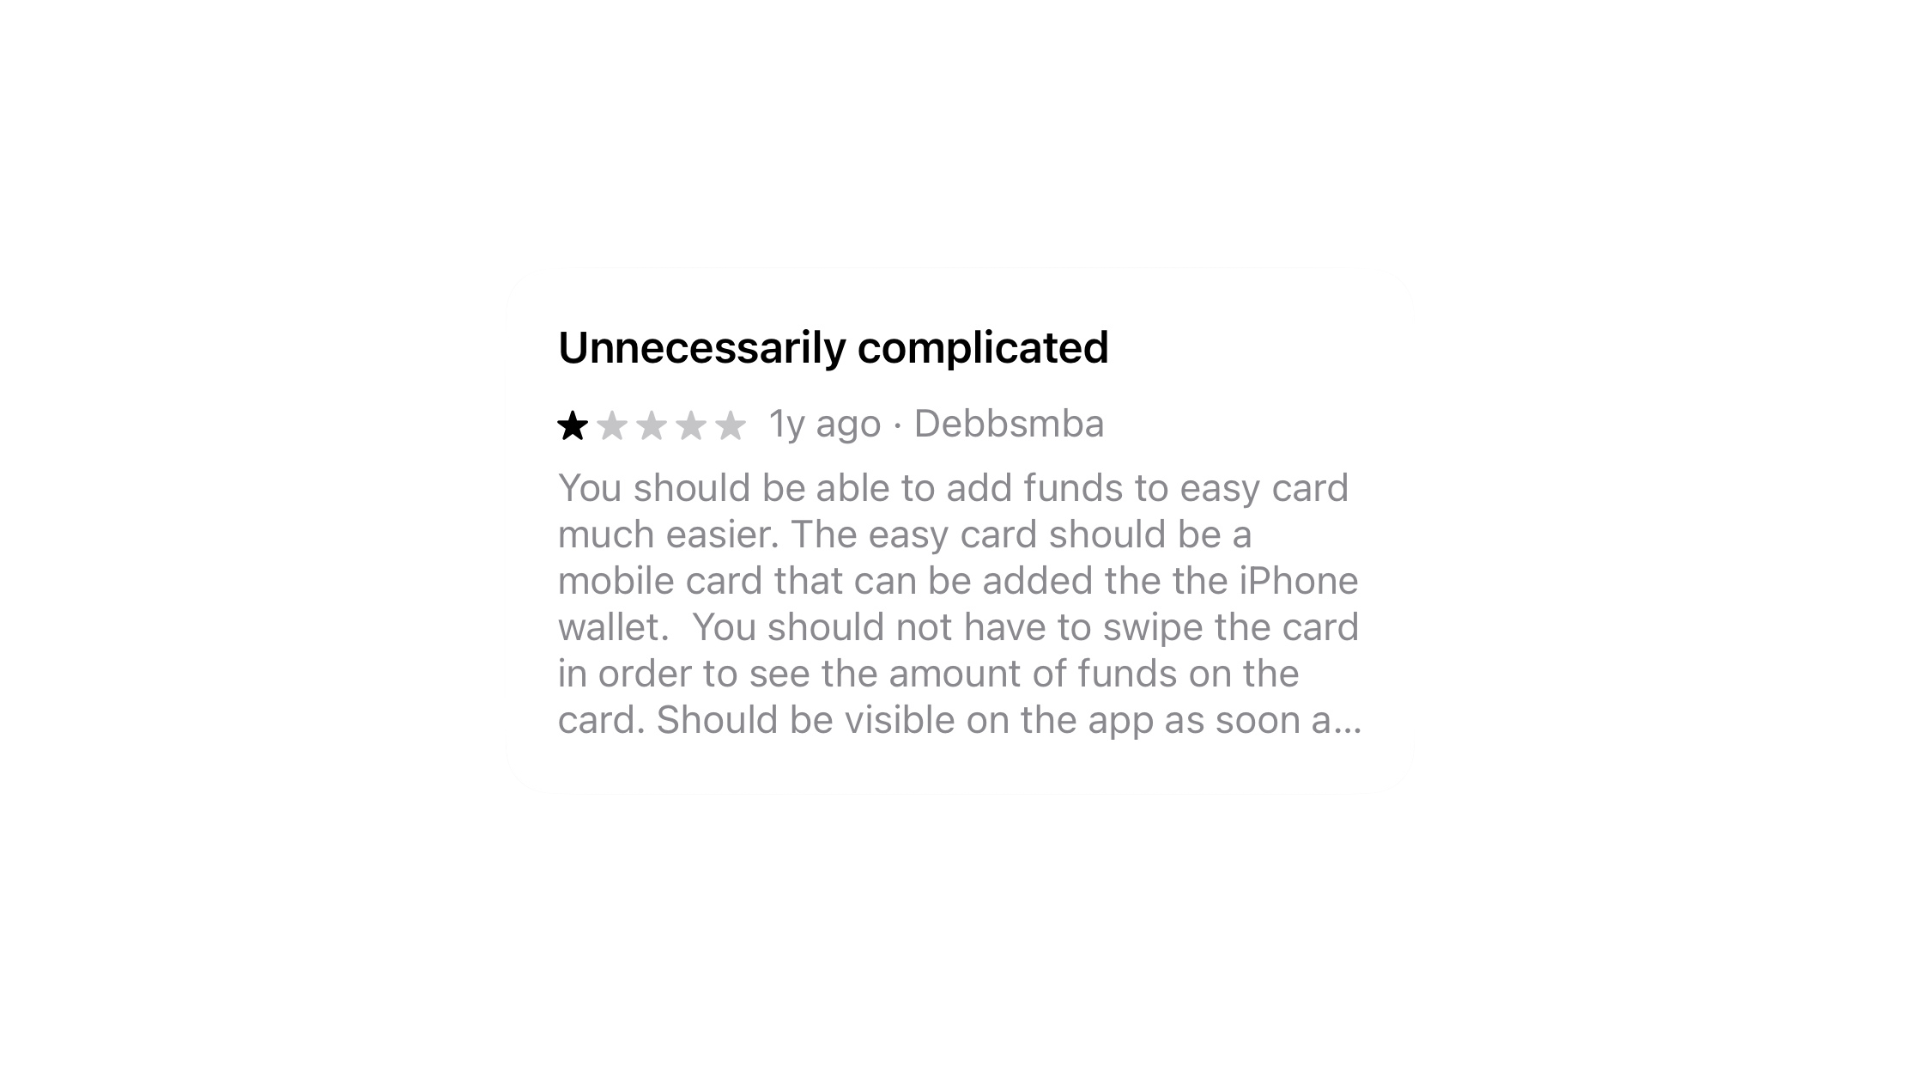 Unnecessarily complicated
1y ago · Debbsmba
You should be able to add funds to easy card
much easier. The easy card should be a
mobile card that can be added the the iPhone
wallet.  You should not have to swipe the card
in order to see the amount of funds on the
card. Should be visible on the app as soon a...